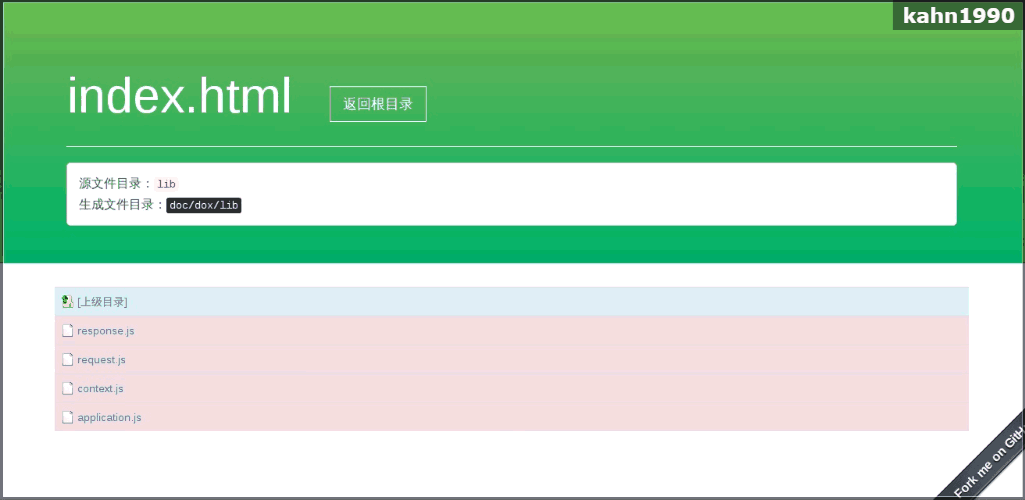 kahn1990
index.html 返回根目录
源文件目录： lib
生成文件目录：doc/dox/lib
[上级目录]
response.js
request.js
context.js
application.js
Fork me on GitH